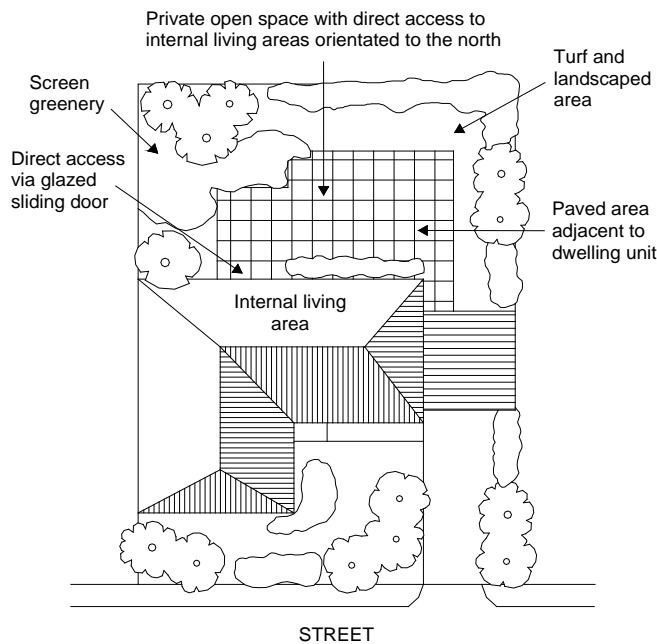 Private open space with direct access to
internal living areas orientated to the north
Screen
greenery
Turf and
landscaped
area
Direct access
via glazed
sliding door
Paved area
adjacent to
dwelling unit
Internal living
area
STREET